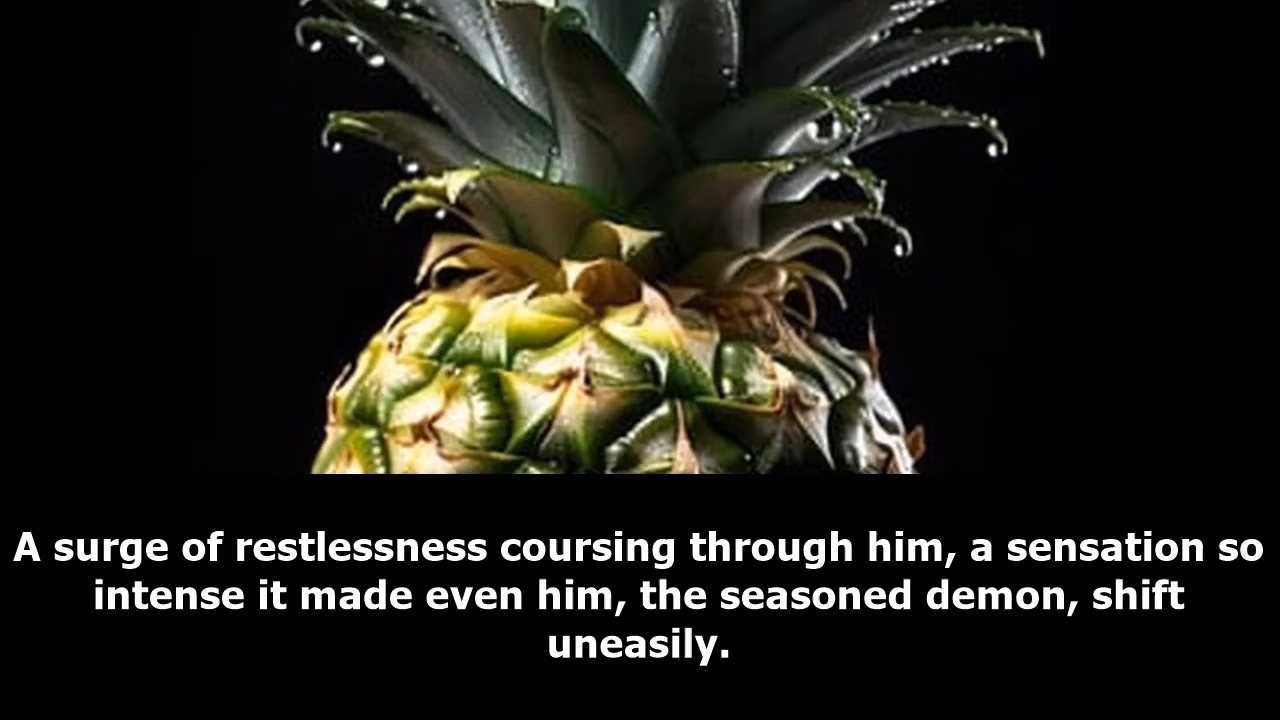 A surge of restlessness coursing through him, a sensation so
intense it made even him, the seasoned demon, shift
uneasily.